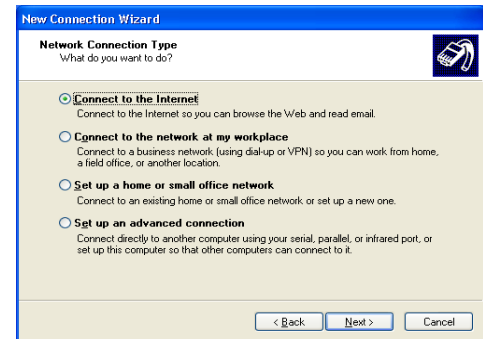 New Connection Wizard
Network Connection Type
What do you want to do?
Connect to the Internet
Connect to the Internet so you can browse the Web and read email.
Connect to the network at my workplace
Connect to a business network (using dial-up or VPN) so you can work from home,
a field office, or another location.
Set up a home or small office network
Connect to an existing home or small office network or set up a new one.
Set up an advanced connection
Connect directly to another computer using your serial, parallel, or infrared port, or
set up this computer so that other computers can connect to it.
< Back Next > Cancel